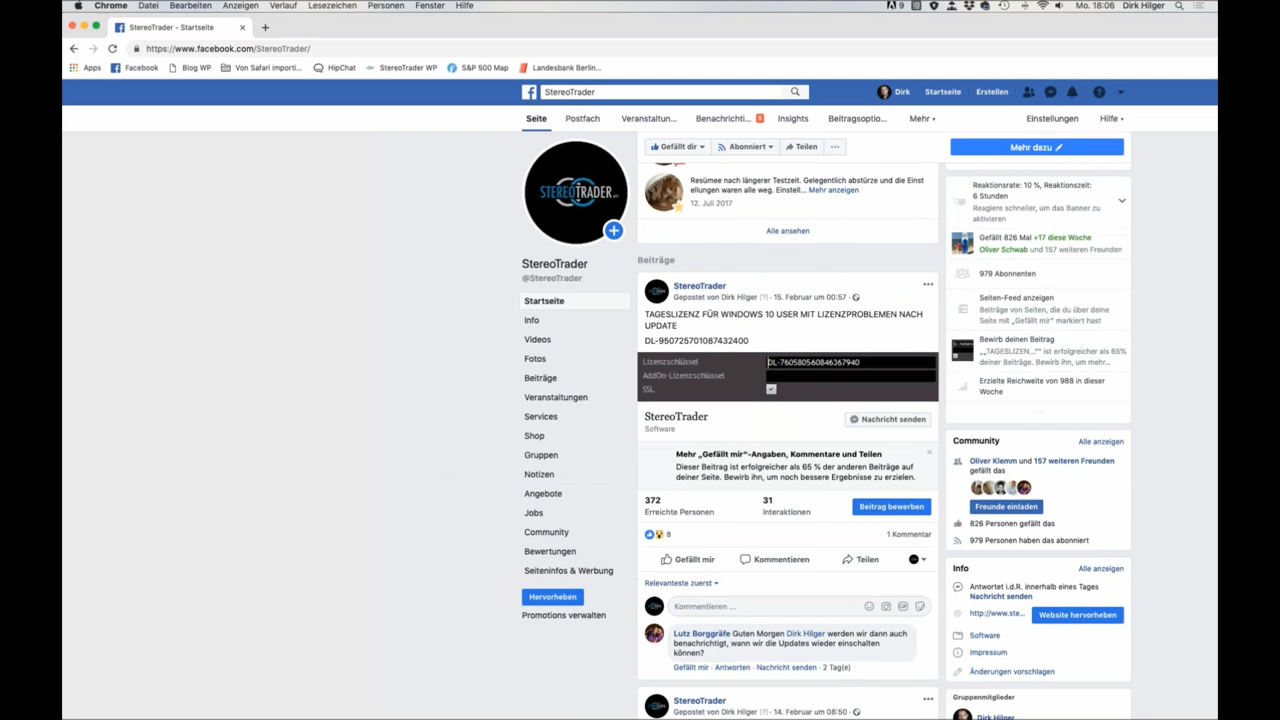 Chrome Datei Bearbeiten Anzeigen Verlauf Lesezeichen Personen Fenster Hilfe
9 Mo. 18:06 Dirk Hilger
StereoTrader - Startseite
https://www.facebook.com/StereoTrader/
Apps Facebook Blog WP Von Safari importi... HipChat StereoTrader WP S&P 500 Map Landesbank Berlin...
StereoTrader
Dirk Startseite Erstellen
Seite Postfach Veranstaltun... Benachrichti... 8 Insights Beitragsoptio... Mehr Einstellungen Hilfe
Gefällt dir Abonniert Teilen ...
Mehr dazu
STEREOTRADER
StereoTrader
@StereoTrader
Startseite
Info
Videos
Fotos
Beiträge
Veranstaltungen
Services
Shop
Gruppen
Notizen
Angebote
Jobs
Community
Bewertungen
Seiteninfos & Werbung
Hervorheben
Promotions verwalten
Resümee nach längerer Testzeit. Gelegentlich abstürze und die Einst
ellungen waren alle weg. Einstell... Mehr anzeigen
12. Juli 2017
Alle ansehen
Beiträge
StereoTrader
Gepostet von Dirk Hilger [?] · 15. Februar um 00:57 ·
TAGESLIZENZ FÜR WINDOWS 10 USER MIT LIZENZPROBLEMEN NACH
UPDATE
DL-950725701087432400
Lizenzschlüssel DL-760580560846367940
AddOn-Lizenzschlüssel
SSL
StereoTrader
Software
Nachricht senden
Mehr „Gefällt mir“-Angaben, Kommentare und Teilen
Dieser Beitrag ist erfolgreicher als 65 % der anderen Beiträge auf
deiner Seite. Bewirb ihn, um noch bessere Ergebnisse zu erzielen.
372 31
Erreichte Personen Interaktionen
Beitrag bewerben
8 1 Kommentar
Gefällt mir Kommentieren Teilen
Relevanteste zuerst
Kommentieren ...
Lutz Borggräfe Guten Morgen Dirk Hilger werden wir dann auch
benachrichtigt, wann wir die Updates wieder einschalten
können?
Gefällt mir · Antworten · Nachricht senden · 2 Tag(e)
StereoTrader
Gepostet von Dirk Hilger [?] · 14. Februar um 08:50 ·
Reaktionsrate: 10 %, Reaktionszeit:
6 Stunden
Reagiere schneller, um das Banner zu
aktivieren
Gefällt 826 Mal +17 diese Woche
Oliver Schwab und 157 weiteren Freunden
979 Abonnenten
Seiten-Feed anzeigen
Beiträge von Seiten, die du über deine
Seite mit „Gefällt mir“ markiert hast
Bewirb deinen Beitrag
„„TAGESLIZEN...“ ist erfolgreicher als 65%
deiner Beiträge. Bewirb ihn, um mehr...
Erzielte Reichweite von 988 in dieser
Woche
Community Alle anzeigen
Oliver Klemm und 157 weiteren Freunden
gefällt das
Freunde einladen
826 Personen gefällt das
979 Personen haben das abonniert
Info Alle anzeigen
Antwortet i.d.R. innerhalb eines Tages
Nachricht senden
http://www.ste... Website hervorheben
Software
Impressum
Änderungen vorschlagen
Gruppenmitglieder
Dirk Hilger